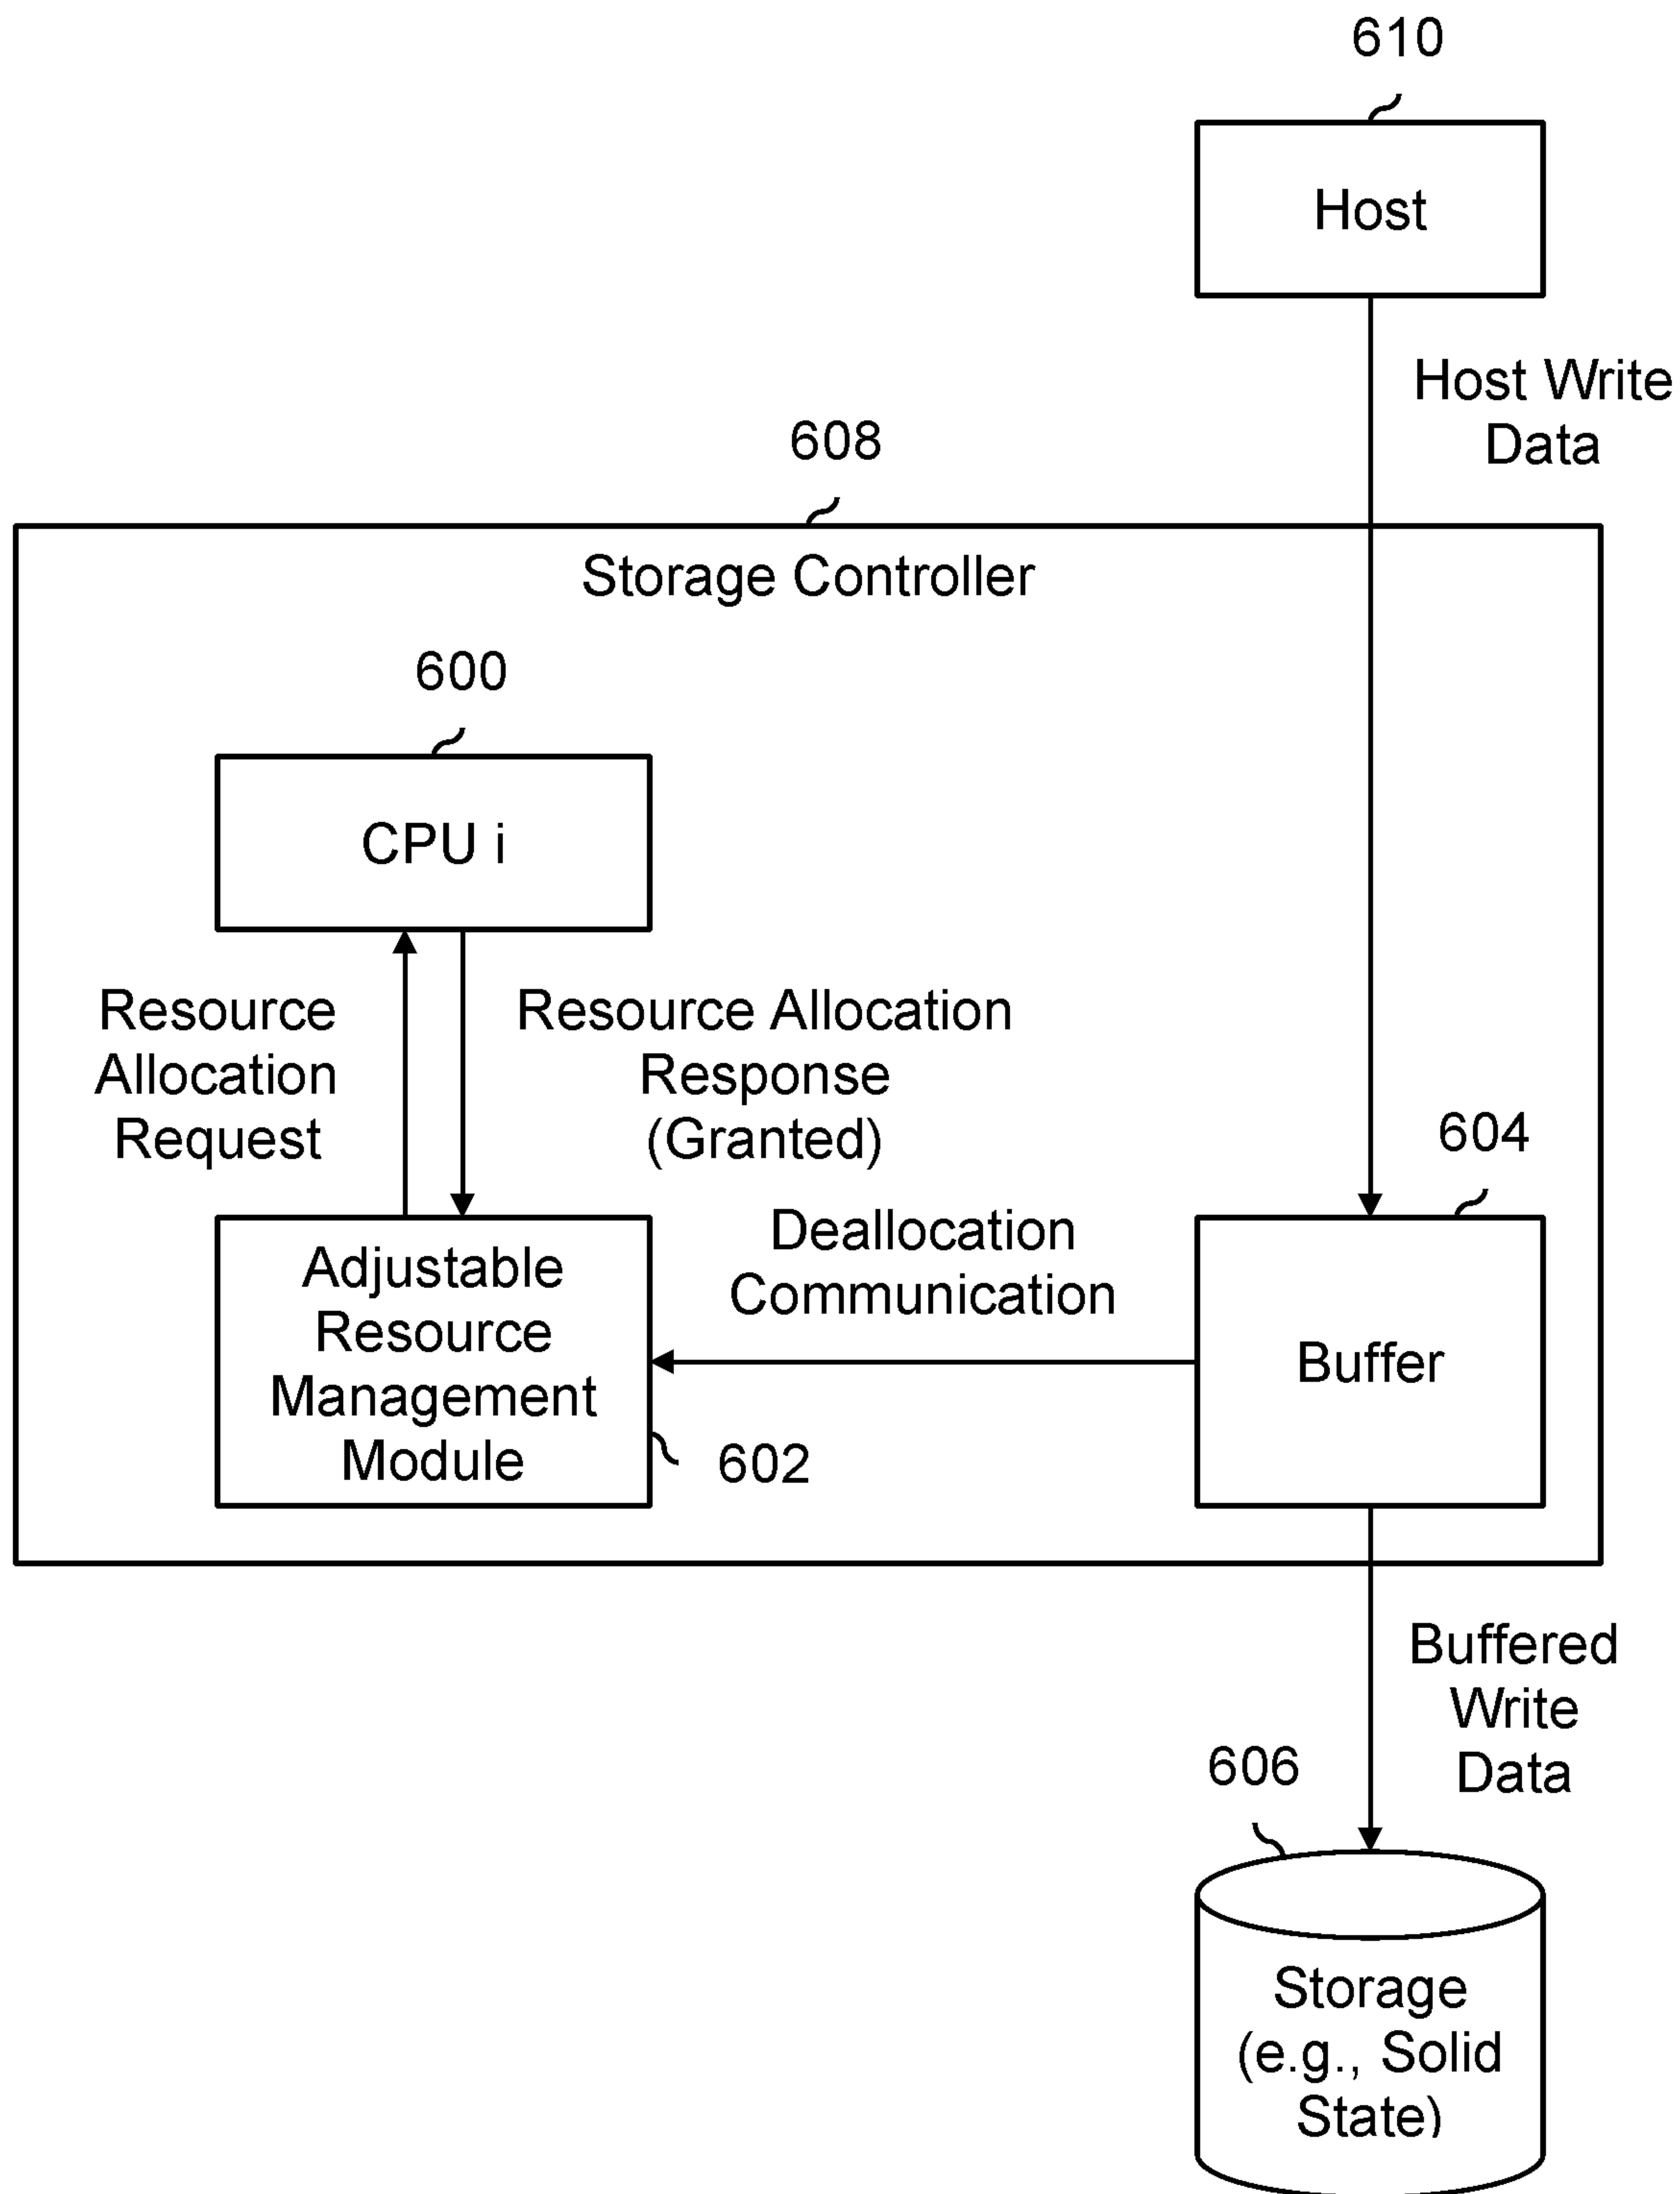 610
Host
Host Write
Data
608
Storage Controller
600
CPU i
Resource
Allocation
Request
Resource Allocation
Response
(Granted)
604
Deallocation
Communication
Adjustable
Resource
Management
Module
602
Buffer
Buffered
Write
Data
606
Storage
(e.g., Solid
State)